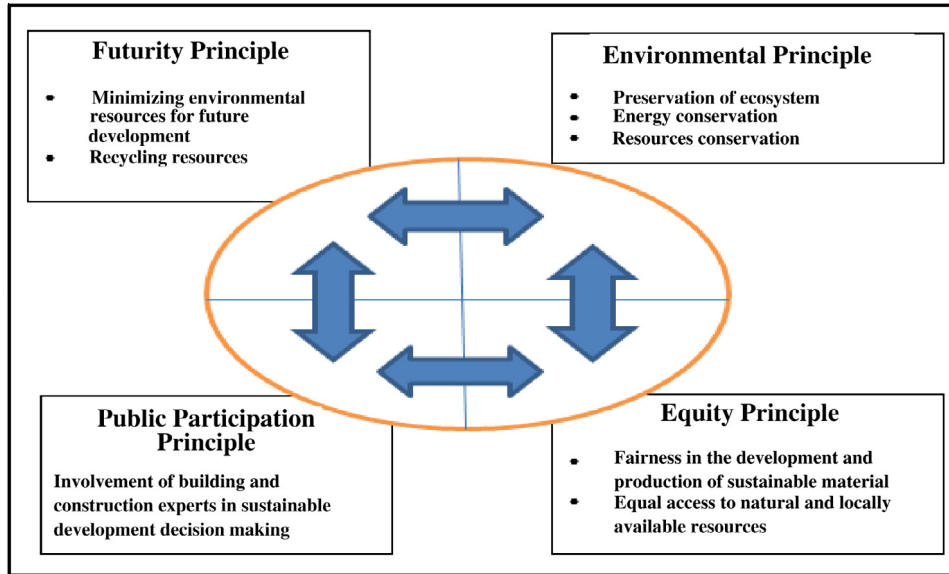 Futurity Principle
• Minimizing environmental
resources for future
development
• Recycling resources
Environmental Principle
• Preservation of ecosystem
• Energy conservation
• Resources conservation
Public Participation
Principle
Involvement of building and
construction experts in sustainable
development decision making
Equity Principle
• Fairness in the development and
production of sustainable material
• Equal access to natural and locally
available resources